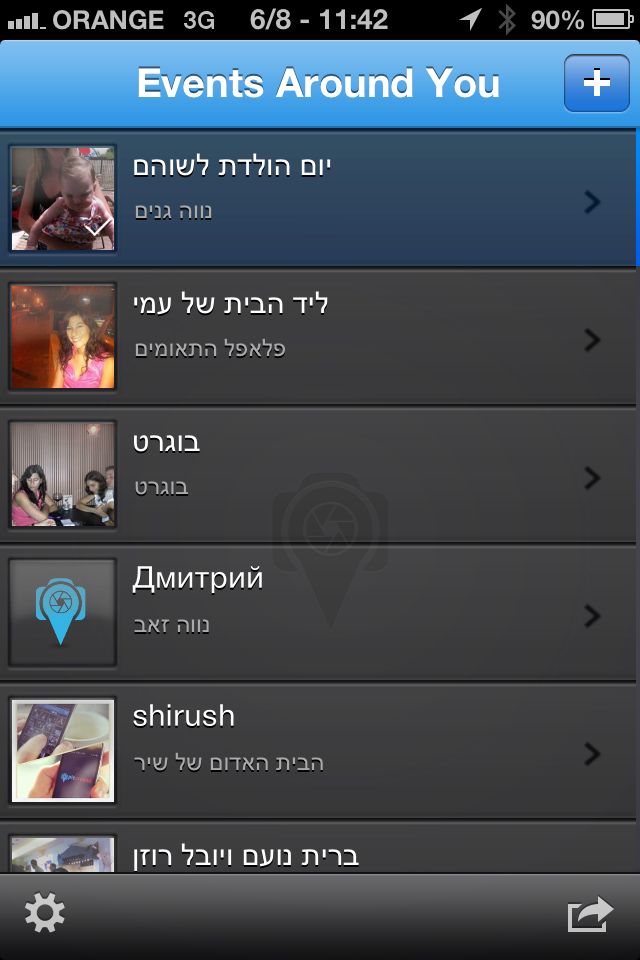 ORANGE 3G 6/8 - 11:42 90%
Events Around You
יום הולדת לשוהם
נווה גנים
ליד הבית של עמי
פלאפל התאומים
בוגרט
בוגרט
Дмитрий
נווה זאב
shirush
הבית האדום של שיר
ברית נועם ויובל רוזן